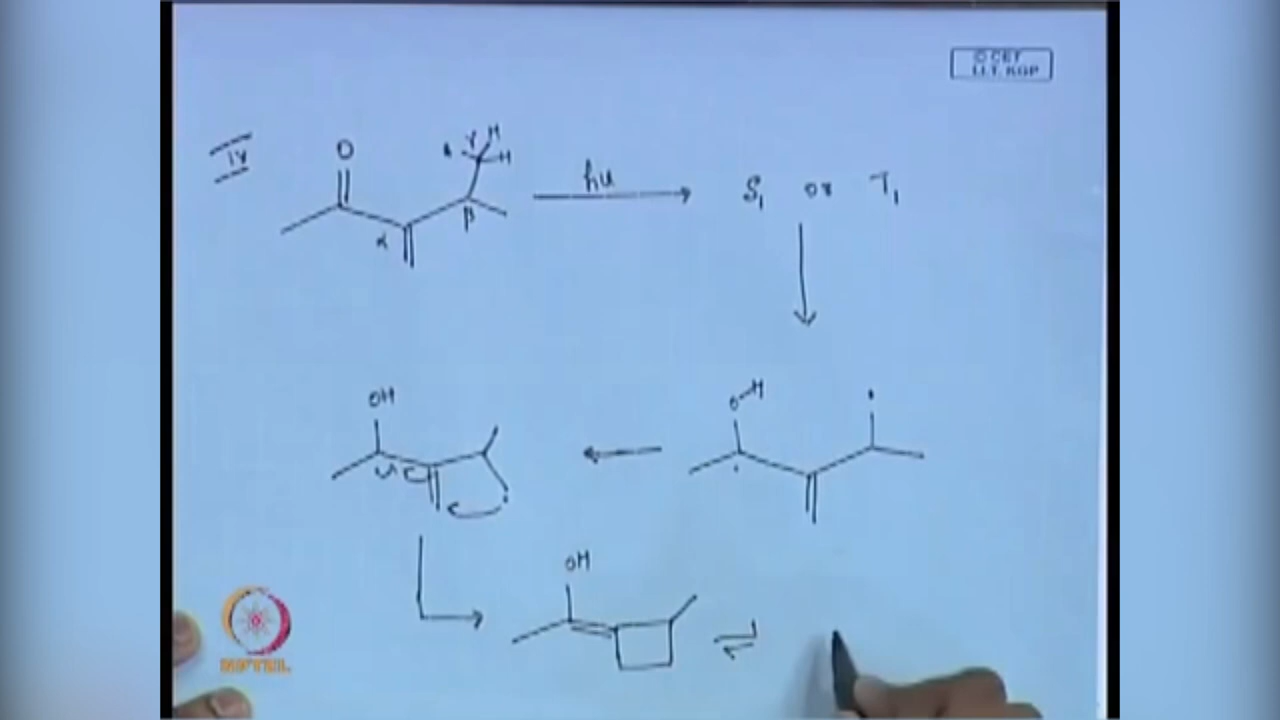 © CET
I.I.T. KGP
IV
O
γ H
H
α
β
hν
S₁ or T₁
OH
O-H
OH
NPTEL